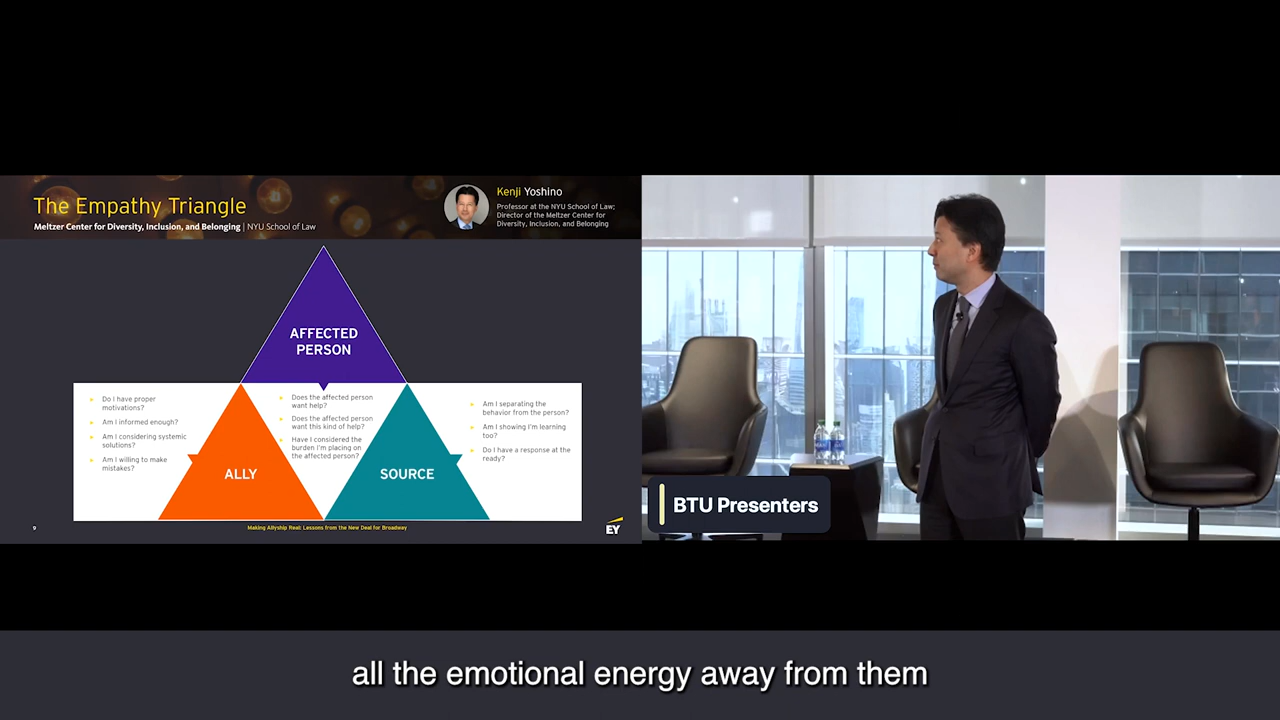 The Empathy Triangle
Meltzer Center for Diversity, Inclusion, and Belonging | NYU School of Law
Kenji Yoshino
Professor at the NYU School of Law;
Director of the Meltzer Center for
Diversity, Inclusion, and Belonging
AFFECTED
PERSON
Do I have proper
motivations?
Am I informed enough?
Am I considering systemic
solutions?
Am I willing to make
mistakes?
ALLY
Does the affected person
want help?
Does the affected person
want this kind of help?
Have I considered the
burden I'm placing on
the affected person?
SOURCE
Am I separating the
behavior from the person?
Am I showing I'm learning
too?
Do I have a response at the
ready?
9
Making Allyship Real: Lessons from the New Deal for Broadway
EY
BTU Presenters
all the emotional energy away from them